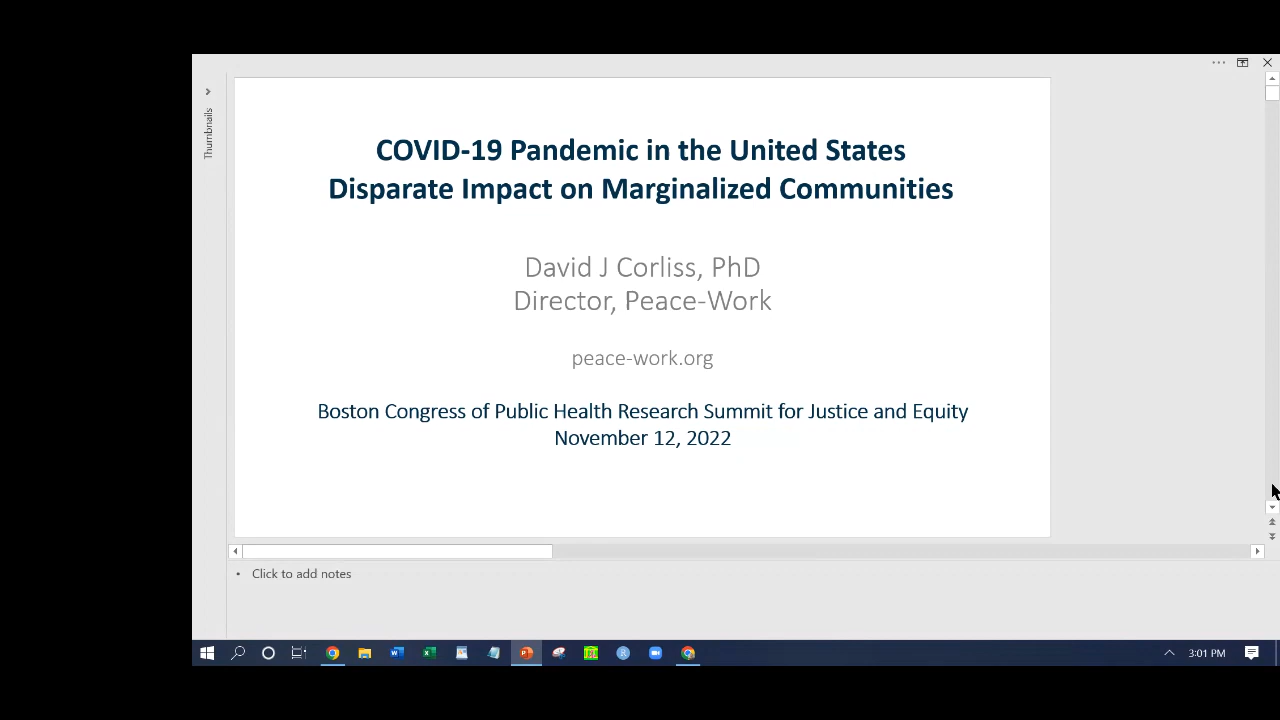 Thumbnails
COVID-19 Pandemic in the United States
Disparate Impact on Marginalized Communities
David J Corliss, PhD
Director, Peace-Work
peace-work.org
Boston Congress of Public Health Research Summit for Justice and Equity
November 12, 2022
• Click to add notes
3:01 PM